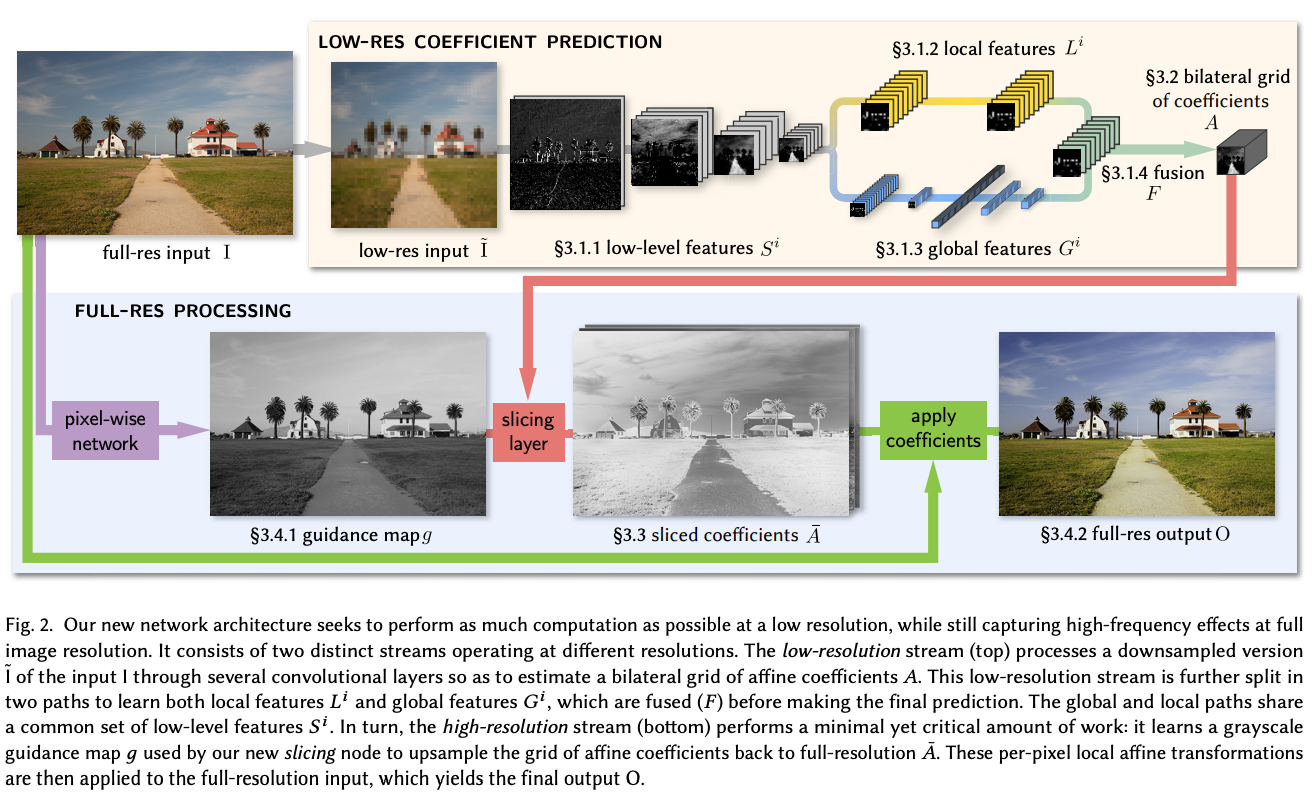 LOW-RES COEFFICIENT PREDICTION
§3.1.2 local features Lⁱ
§3.2 bilateral grid
of coefficients
A
§3.1.4 fusion
F
full-res input I
low-res input Ĩ
§3.1.1 low-level features Sⁱ
§3.1.3 global features Gⁱ
FULL-RES PROCESSING
pixel-wise
network
slicing
layer
apply
coefficients
§3.4.1 guidance map g
§3.3 sliced coefficients Ā
§3.4.2 full-res output O
Fig. 2. Our new network architecture seeks to perform as much computation as possible at a low resolution, while still capturing high-frequency effects at full
image resolution. It consists of two distinct streams operating at different resolutions. The low-resolution stream (top) processes a downsampled version
Ĩ of the input I through several convolutional layers so as to estimate a bilateral grid of affine coefficients A. This low-resolution stream is further split in
two paths to learn both local features Lⁱ and global features Gⁱ, which are fused (F) before making the final prediction. The global and local paths share
a common set of low-level features Sⁱ. In turn, the high-resolution stream (bottom) performs a minimal yet critical amount of work: it learns a grayscale
guidance map g used by our new slicing node to upsample the grid of affine coefficients back to full-resolution Ā. These per-pixel local affine transformations
are then applied to the full-resolution input, which yields the final output O.